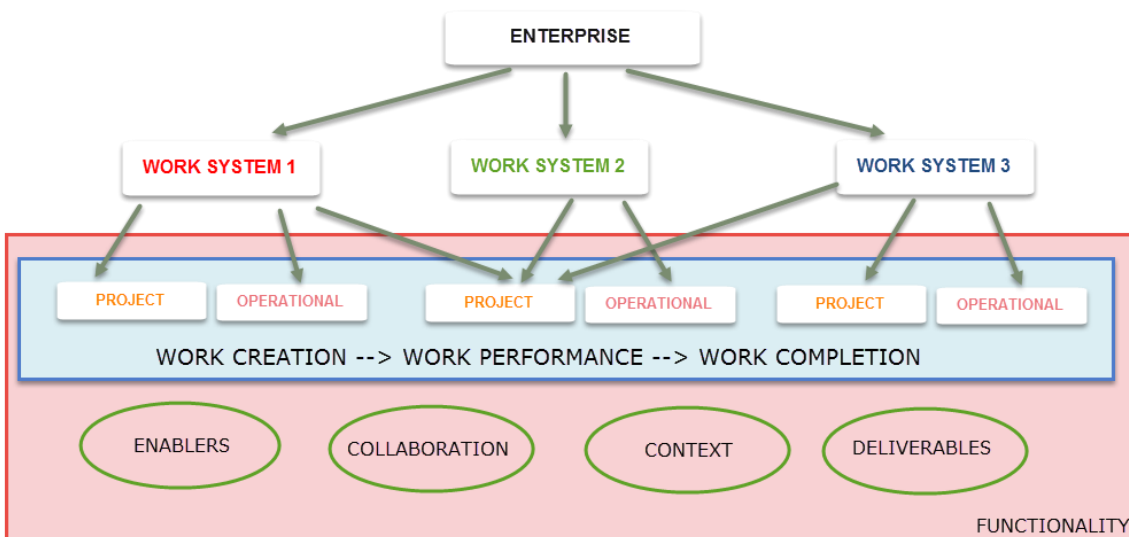 ENTERPRISE
WORK SYSTEM 1
WORK SYSTEM 2
WORK SYSTEM 3
PROJECT
OPERATIONAL
PROJECT
OPERATIONAL
PROJECT
OPERATIONAL
WORK CREATION --> WORK PERFORMANCE --> WORK COMPLETION
ENABLERS
COLLABORATION
CONTEXT
DELIVERABLES
FUNCTIONALITY